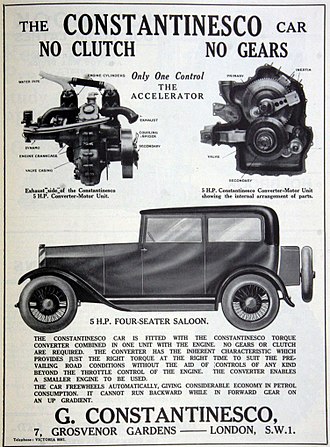 THE CONSTANTINESCO CAR
NO CLUTCH NO GEARS
Only One Control
THE
ACCELERATOR
WATER PIPE
ENGINE CYLINDERS
EXHAUST
COUPLING SPIDER
SECONDARY
DYNAMO
ENGINE CRANKCASE
VALVE CASING
PRIMARY
INERTIA
VALVE
SECONDARY
Exhaust side of the Constantinesco
5 H.P. Converter-Motor Unit.
5 H.P. Constantinesco Converter-Motor Unit
showing the internal arrangement of parts.
5 H.P. FOUR-SEATER SALOON.
THE CONSTANTINESCO CAR IS FITTED WITH THE CONSTANTINESCO TORQUE
CONVERTER COMBINED IN ONE UNIT WITH THE ENGINE. NO GEARS OR CLUTCH
ARE REQUIRED. THE CONVERTER HAS THE INHERENT CHARACTERISTIC WHICH
PROVIDES JUST THE RIGHT TORQUE AT THE RIGHT TIME TO SUIT THE PRE-
VAILING ROAD CONDITIONS WITHOUT THE AID OF CONTROLS OF ANY KIND
BEYOND THE THROTTLE CONTROL OF THE ENGINE. THE CONVERTER ENABLES
A SMALLER ENGINE TO BE USED.
THE CAR FREEWHEELS AUTOMATICALLY, GIVING CONSIDERABLE ECONOMY IN PETROL
CONSUMPTION. IT CANNOT RUN BACKWARD WHILE IN FORWARD GEAR ON
AN UP GRADIENT.
G. CONSTANTINESCO,
7, GROSVENOR GARDENS — LONDON, S.W.1.